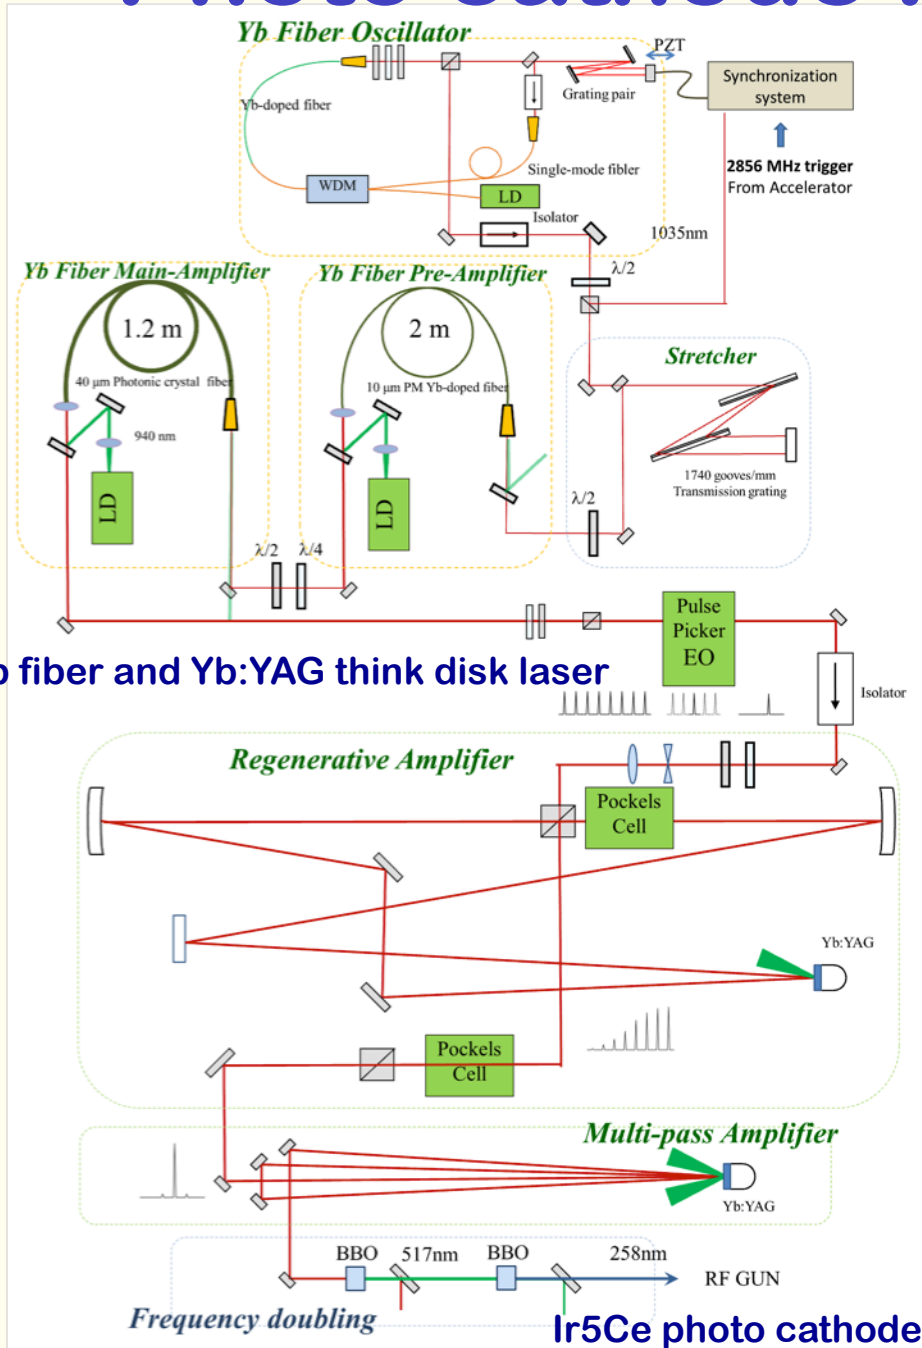 Yb Fiber Oscillator
PZT
Synchronization
system
Grating pair
Yb-doped fiber
2856 MHz trigger
From Accelerator
Single-mode fibler
WDM
LD
Isolator
1035nm
λ/2
Yb Fiber Main-Amplifier
Yb Fiber Pre-Amplifier
1.2 m
2 m
Stretcher
40 μm Photonic crystal fiber
10 μm PM Yb-doped fiber
940 nm
1740 gooves/mm
Transmission grating
LD
LD
λ/2
λ/2
λ/4
Pulse
Picker
EO
fiber and Yb:YAG think disk laser
Isolator
Regenerative Amplifier
Pockels
Cell
Yb:YAG
Pockels
Cell
Multi-pass Amplifier
Yb:YAG
BBO
517nm
BBO
258nm
RF GUN
Frequency doubling
Ir5Ce photo cathode